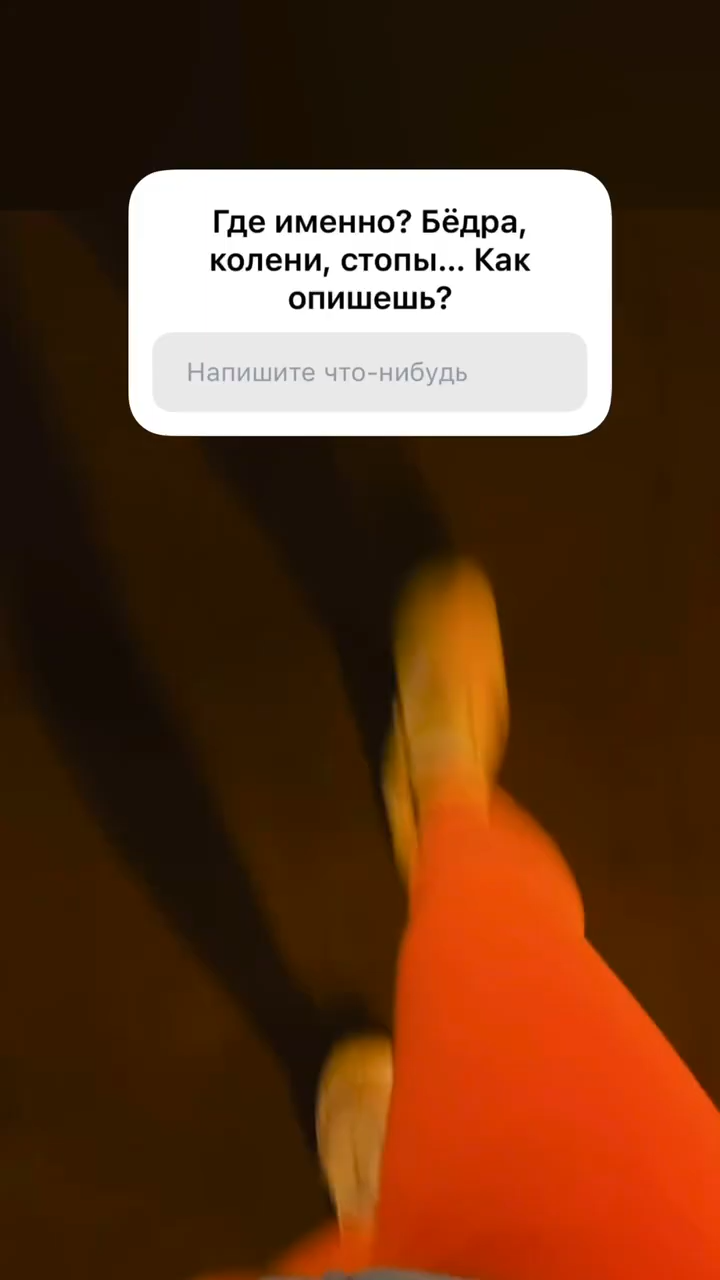 Где именно? Бёдра,
колени, стопы... Как
опишешь?
Напишите что-нибудь